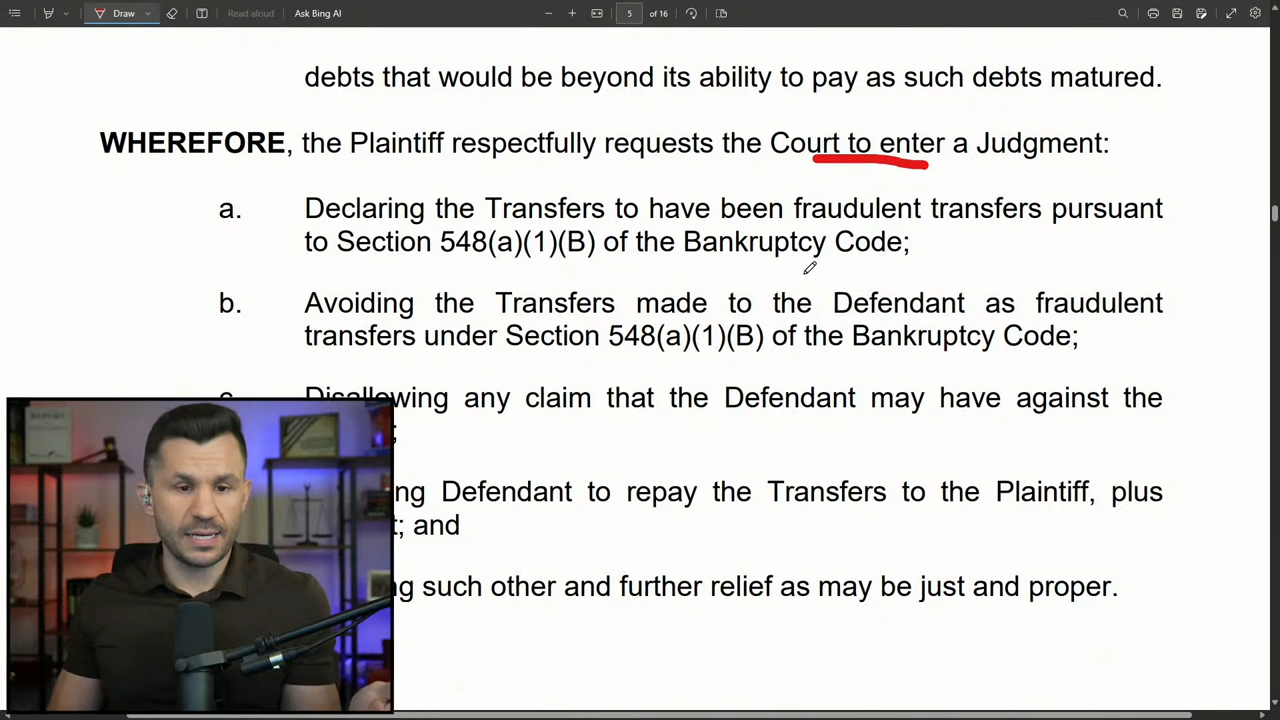 Draw
Read aloud
Ask Bing AI
5
of 16
debts that would be beyond its ability to pay as such debts matured.
WHEREFORE, the Plaintiff respectfully requests the Court to enter a Judgment:
a. Declaring the Transfers to have been fraudulent transfers pursuant
to Section 548(a)(1)(B) of the Bankruptcy Code;
b. Avoiding the Transfers made to the Defendant as fraudulent
transfers under Section 548(a)(1)(B) of the Bankruptcy Code;
c. Disallowing any claim that the Defendant may have against the
;
ng Defendant to repay the Transfers to the Plaintiff, plus
t; and
ng such other and further relief as may be just and proper.